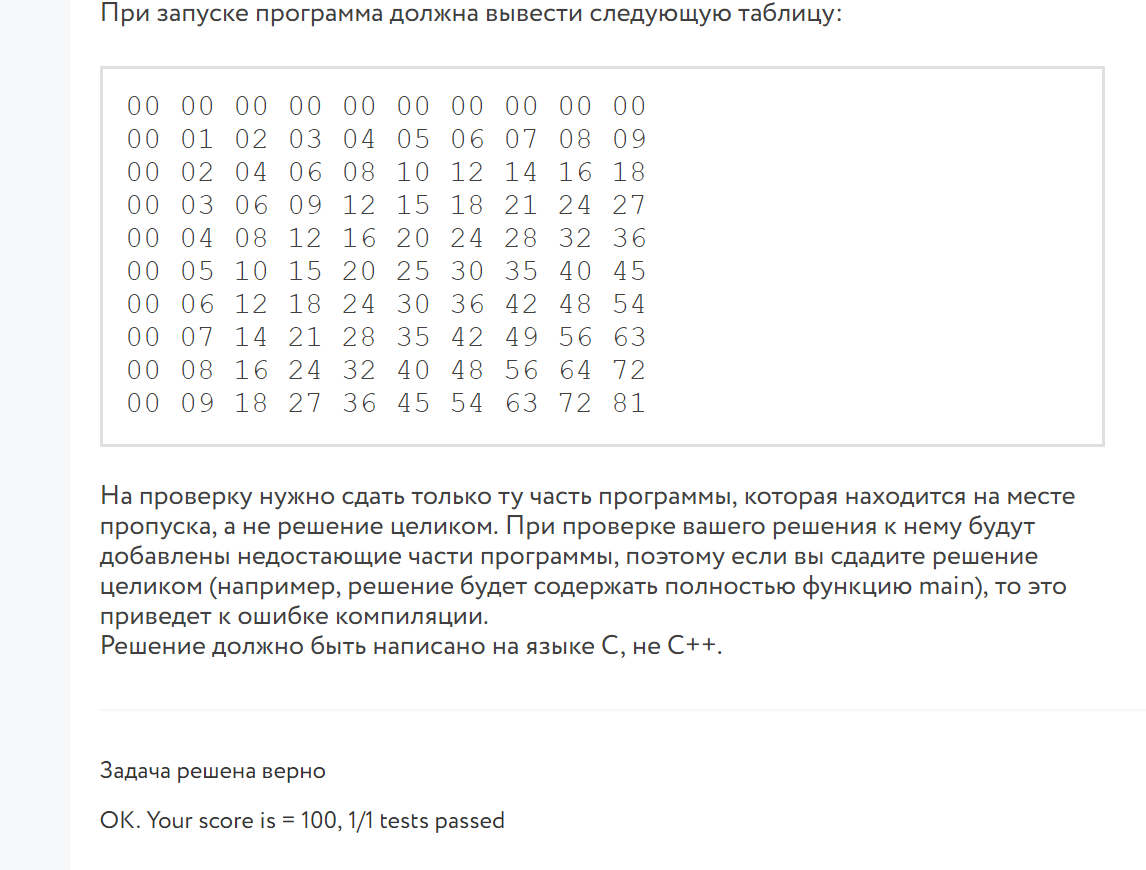 При запуске программа должна вывести следующую таблицу:
00 00 00 00 00 00 00 00 00 00
00 01 02 03 04 05 06 07 08 09
00 02 04 06 08 10 12 14 16 18
00 03 06 09 12 15 18 21 24 27
00 04 08 12 16 20 24 28 32 36
00 05 10 15 20 25 30 35 40 45
00 06 12 18 24 30 36 42 48 54
00 07 14 21 28 35 42 49 56 63
00 08 16 24 32 40 48 56 64 72
00 09 18 27 36 45 54 63 72 81
На проверку нужно сдать только ту часть программы, которая находится на месте
пропуска, а не решение целиком. При проверке вашего решения к нему будут
добавлены недостающие части программы, поэтому если вы сдадите решение
целиком (например, решение будет содержать полностью функцию main), то это
приведет к ошибке компиляции.
Решение должно быть написано на языке С, не С++.
Задача решена верно
OK. Your score is = 100, 1/1 tests passed